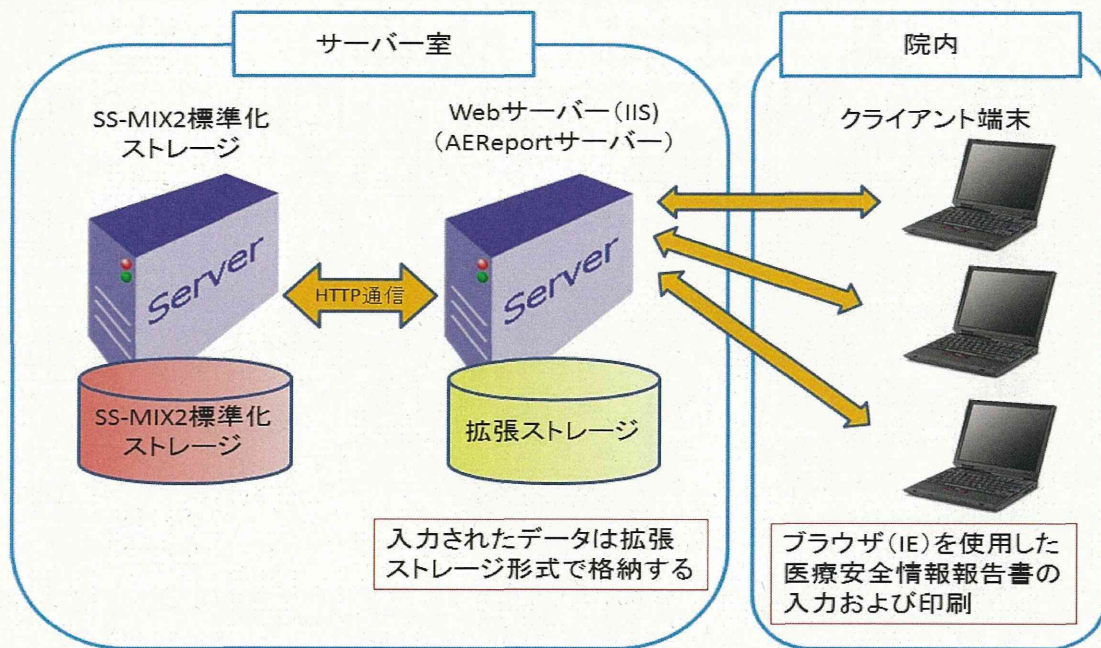 サーバー室
院内
SS-MIX2標準化
ストレージ
Webサーバー(IIS)
(AEReportサーバー)
クライアント端末
Server
HTTP通信
Server
SS-MIX2標準化
ストレージ
拡張ストレージ
入力されたデータは拡張
ストレージ形式で格納する
ブラウザ(IE)を使用した
医療安全情報報告書の
入力および印刷